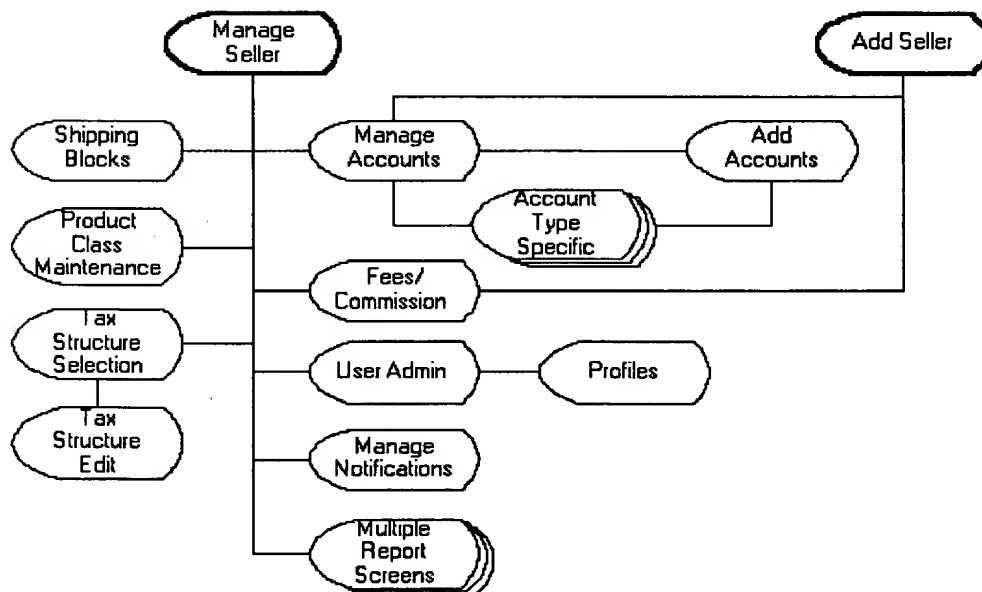 Manage
Seller
Add Seller
Shipping
Blocks
Manage
Accounts
Add
Accounts
Product
Class
Maintenance
Account
Type
Specific
Fees/
Commission
Tax
Structure
Selection
User Admin
Profiles
Tax
Structure
Edit
Manage
Notifications
Multiple
Report
Screens